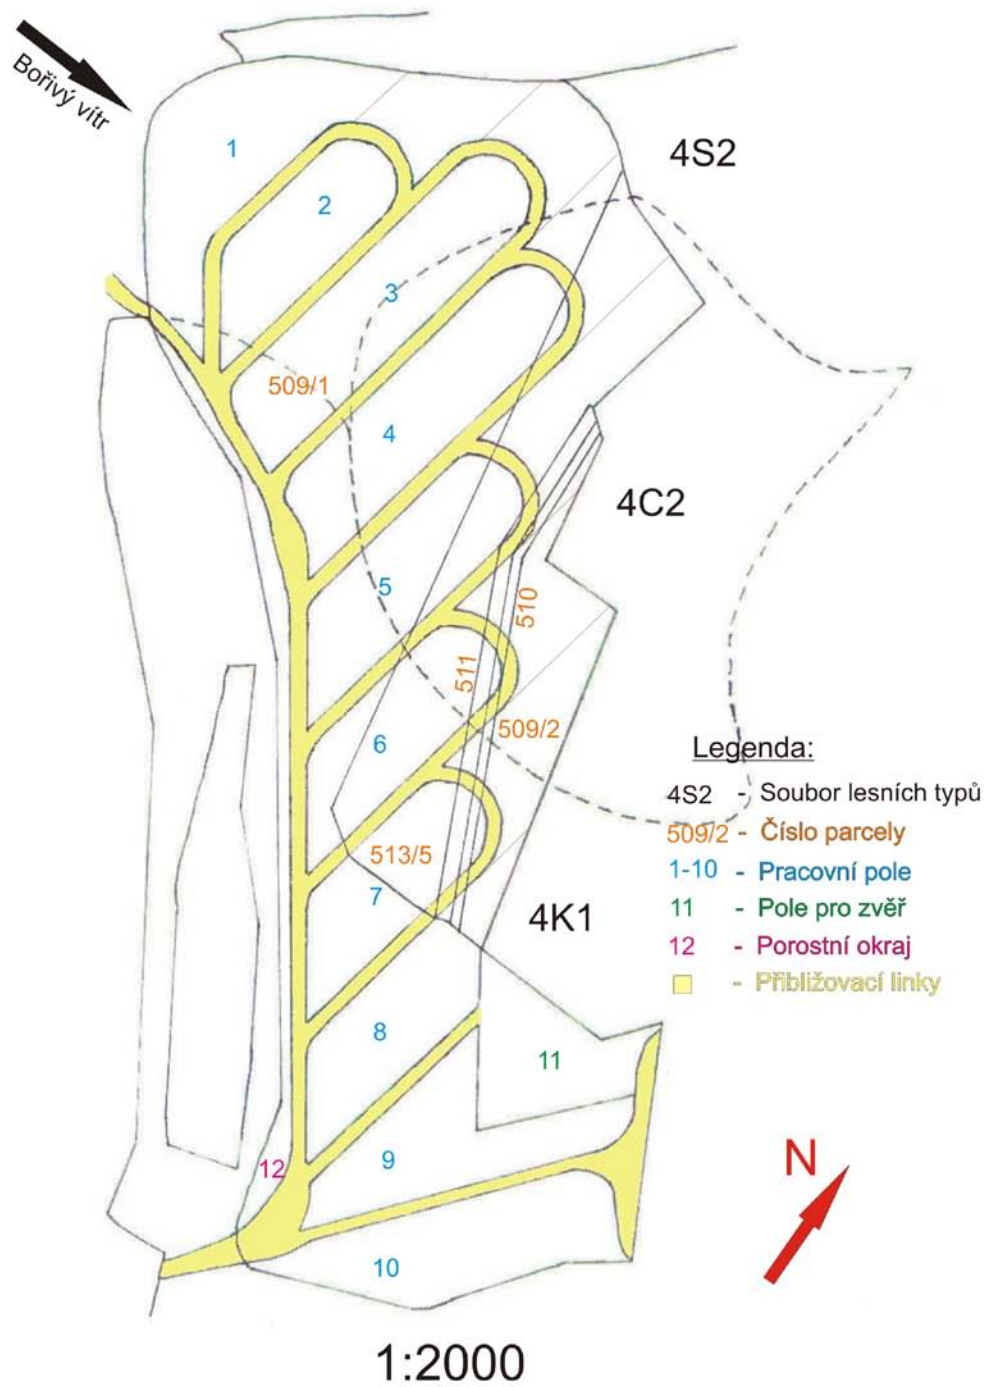 Bořivý vítr
1
4S2
2
3
509/1
4
4C2
5
510
511
6
509/2
513/5
7
4K1
8
11
12
9
10
Legenda:
4S2 - Soubor lesních typů
509/2 - Číslo parcely
1-10 - Pracovní pole
11 - Pole pro zvěř
12 - Porostní okraj
- Přibližovací linky
N
1:2000